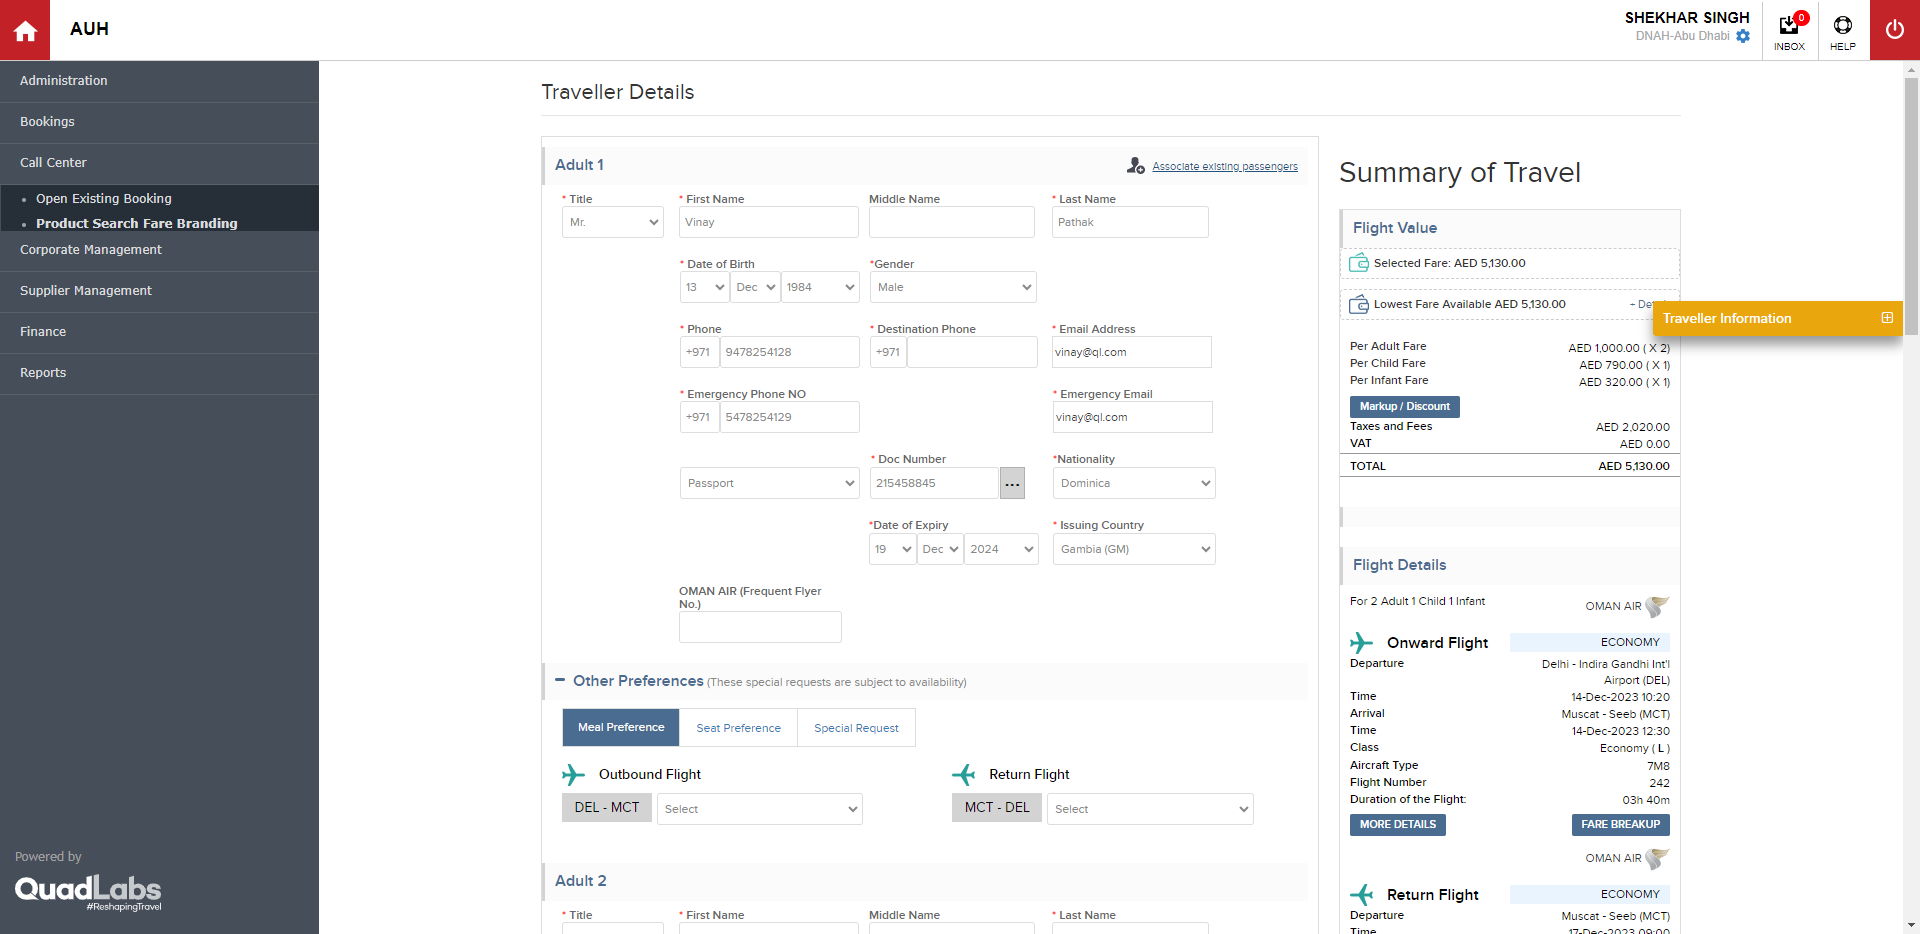 AUH
SHEKHAR SINGH
DNAH-Abu Dhabi
0
INBOX
HELP
Administration
Bookings
Call Center
Open Existing Booking
Product Search Fare Branding
Corporate Management
Supplier Management
Finance
Reports
Powered by
QuadLabs
#ReshapingTravel
Traveller Details
Adult 1
Associate existing passengers
* Title
* First Name
Middle Name
* Last Name
Mr.
Vinay
Pathak
* Date of Birth
*Gender
13
Dec
1984
Male
* Phone
* Destination Phone
* Email Address
+971
9478254128
+971
vinay@ql.com
* Emergency Phone NO
* Emergency Email
+971
5478254129
vinay@ql.com
* Doc Number
*Nationality
Passport
215458845
...
Dominica
*Date of Expiry
* Issuing Country
19
Dec
2024
Gambia (GM)
OMAN AIR (Frequent Flyer
No.)
Other Preferences (These special requests are subject to availability)
Meal Preference
Seat Preference
Special Request
Outbound Flight
Return Flight
DEL - MCT
Select
MCT - DEL
Select
Adult 2
* Title
* First Name
Middle Name
* Last Name
Summary of Travel
Flight Value
Selected Fare: AED 5,130.00
Lowest Fare Available AED 5,130.00
Traveller Information
Per Adult Fare AED 1,000.00 ( X 2)
Per Child Fare AED 790.00 ( X 1)
Per Infant Fare AED 320.00 ( X 1)
Markup / Discount
Taxes and Fees AED 2,020.00
VAT AED 0.00
TOTAL AED 5,130.00
Flight Details
For 2 Adult 1 Child 1 Infant
OMAN AIR
Onward Flight ECONOMY
Departure Delhi - Indira Gandhi Int'l
Airport (DEL)
Time 14-Dec-2023 10:20
Arrival Muscat - Seeb (MCT)
Time 14-Dec-2023 12:30
Class Economy ( L )
Aircraft Type 7M8
Flight Number 242
Duration of the Flight: 03h 40m
MORE DETAILS
FARE BREAKUP
OMAN AIR
Return Flight ECONOMY
Departure Muscat - Seeb (MCT)
Time 17-Dec-2023 09:00